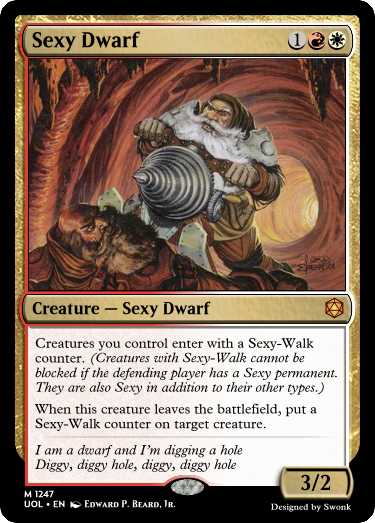 Sexy Dwarf 1
Creature — Sexy Dwarf
Creatures you control enter with a Sexy-Walk
counter. (Creatures with Sexy-Walk cannot be
blocked if the defending player has a Sexy permanent.
They are also Sexy in addition to their other types.)
When this creature leaves the battlefield, put a
Sexy-Walk counter on target creature.
I am a dwarf and I'm digging a hole
Diggy, diggy hole, diggy, diggy hole
3/2
M 1247
UOL • EN Edward P. Beard, Jr.
Designed by Swonk